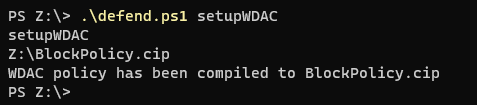 PS Z:\> .\defend.ps1 setupWDAC
setupWDAC
Z:\BlockPolicy.cip
WDAC policy has been compiled to BlockPolicy.cip
PS Z:\>